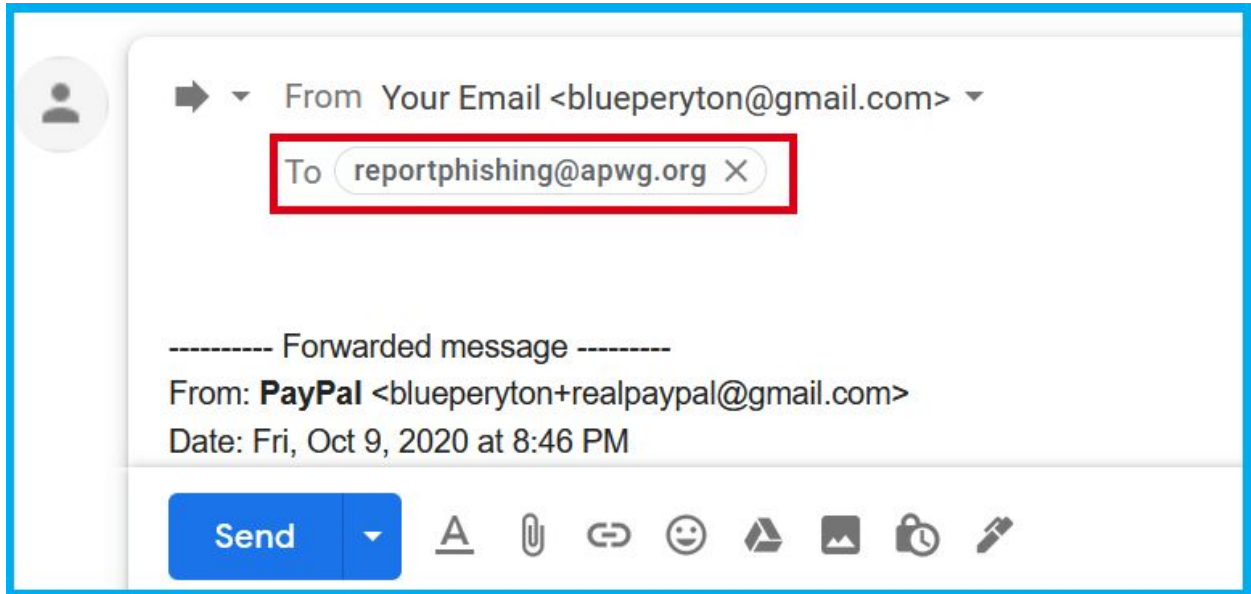 From Your Email <blueperyton@gmail.com>
To reportphishing@apwg.org
---------- Forwarded message ---------
From: PayPal <blueperyton+realpaypal@gmail.com>
Date: Fri, Oct 9, 2020 at 8:46 PM
Send